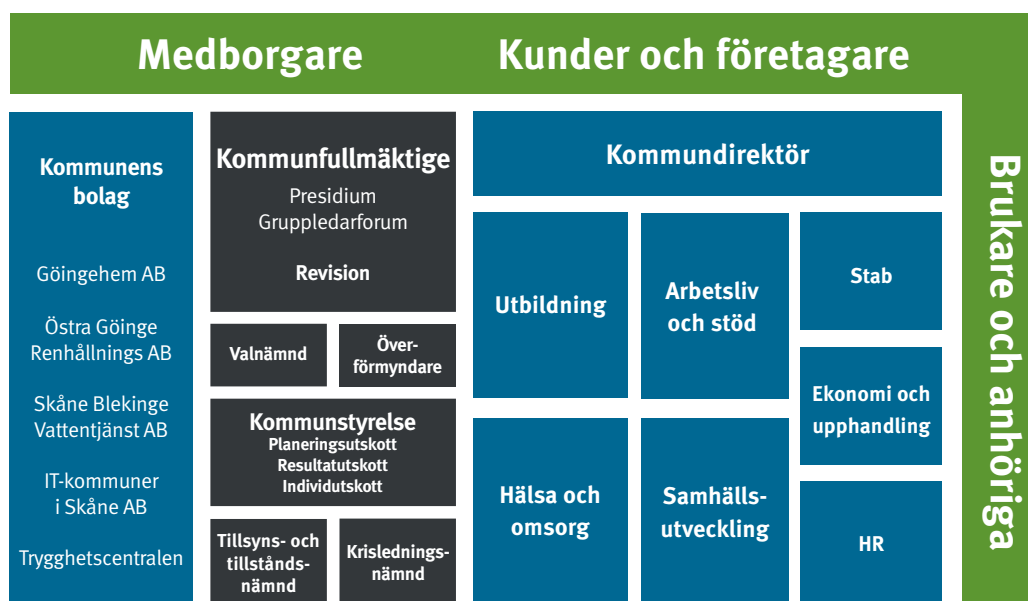 Medborgare
Kunder och företagare
Brukare och anhöriga
Kommunens
bolag
Göingehem AB
Östra Göinge
Renhållnings AB
Skåne Blekinge
Vattentjänst AB
IT-kommuner
i Skåne AB
Trygghetscentralen
Kommunfullmäktige
Presidium
Gruppledarforum
Revision
Valnämnd
Över-
förmyndare
Kommunstyrelse
Planeringsutskott
Resultatutskott
Individutskott
Tillsyns- och
tillstånds-
nämnd
Krislednings-
nämnd
Kommundirektör
Utbildning
Arbetsliv
och stöd
Stab
Ekonomi och
upphandling
Hälsa och
omsorg
Samhälls-
utveckling
HR